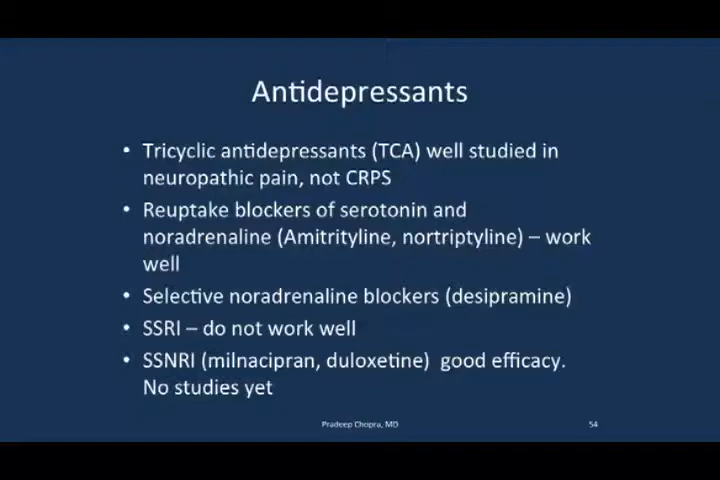 Antidepressants
• Tricyclic antidepressants (TCA) well studied in
neuropathic pain, not CRPS
• Reuptake blockers of serotonin and
noradrenaline (Amitrityline, nortriptyline) – work
well
• Selective noradrenaline blockers (desipramine)
• SSRI – do not work well
• SSNRI (milnacipran, duloxetine) good efficacy.
No studies yet
Pradeep Chopra, MD
54